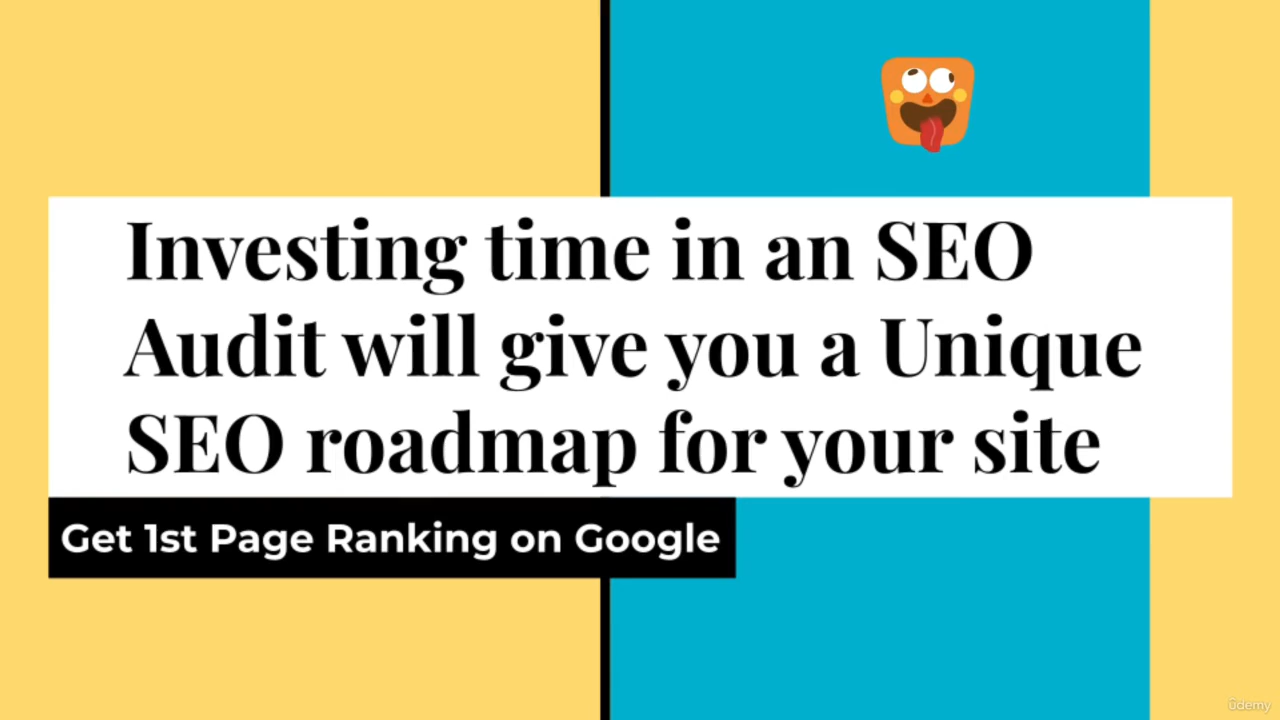 Investing time in an SEO
Audit will give you a Unique
SEO roadmap for your site
Get 1st Page Ranking on Google
ûdemy